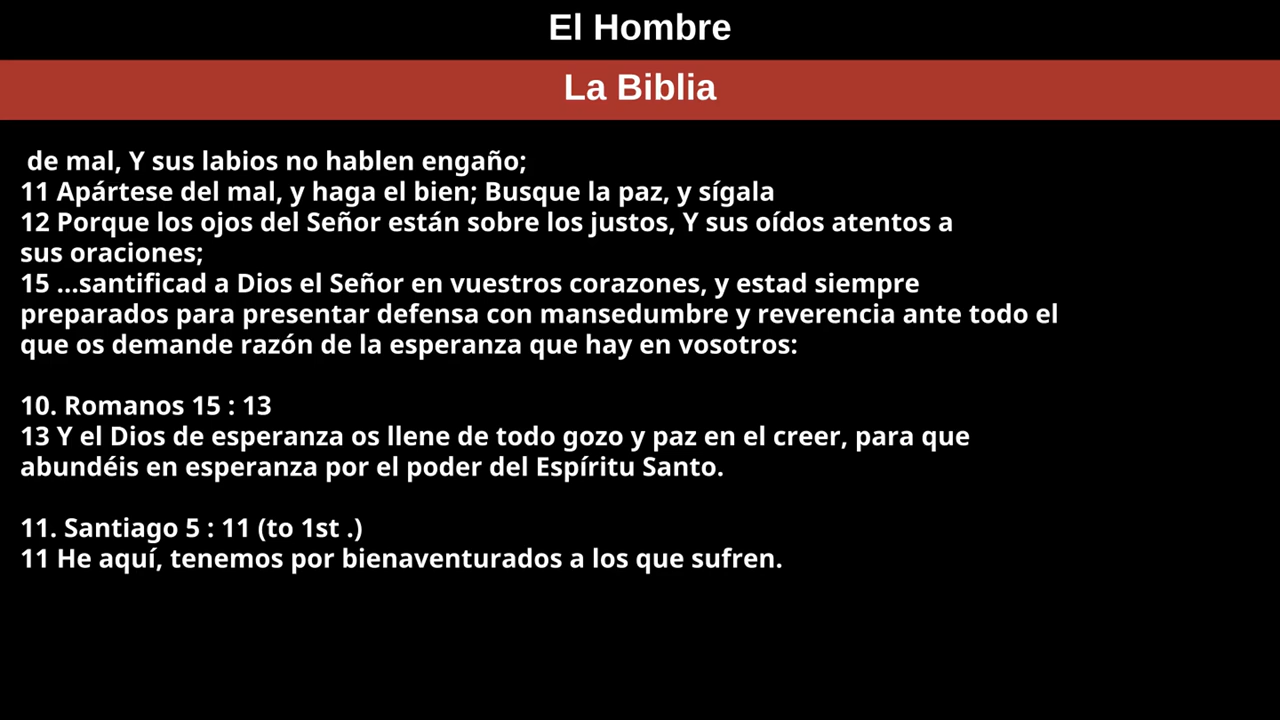 El Hombre
La Biblia
de mal, Y sus labios no hablen engaño;
11 Apártese del mal, y haga el bien; Busque la paz, y sígala
12 Porque los ojos del Señor están sobre los justos, Y sus oídos atentos a
sus oraciones;
15 ...santificad a Dios el Señor en vuestros corazones, y estad siempre
preparados para presentar defensa con mansedumbre y reverencia ante todo el
que os demande razón de la esperanza que hay en vosotros:
10. Romanos 15 : 13
13 Y el Dios de esperanza os llene de todo gozo y paz en el creer, para que
abundéis en esperanza por el poder del Espíritu Santo.
11. Santiago 5 : 11 (to 1st .)
11 He aquí, tenemos por bienaventurados a los que sufren.